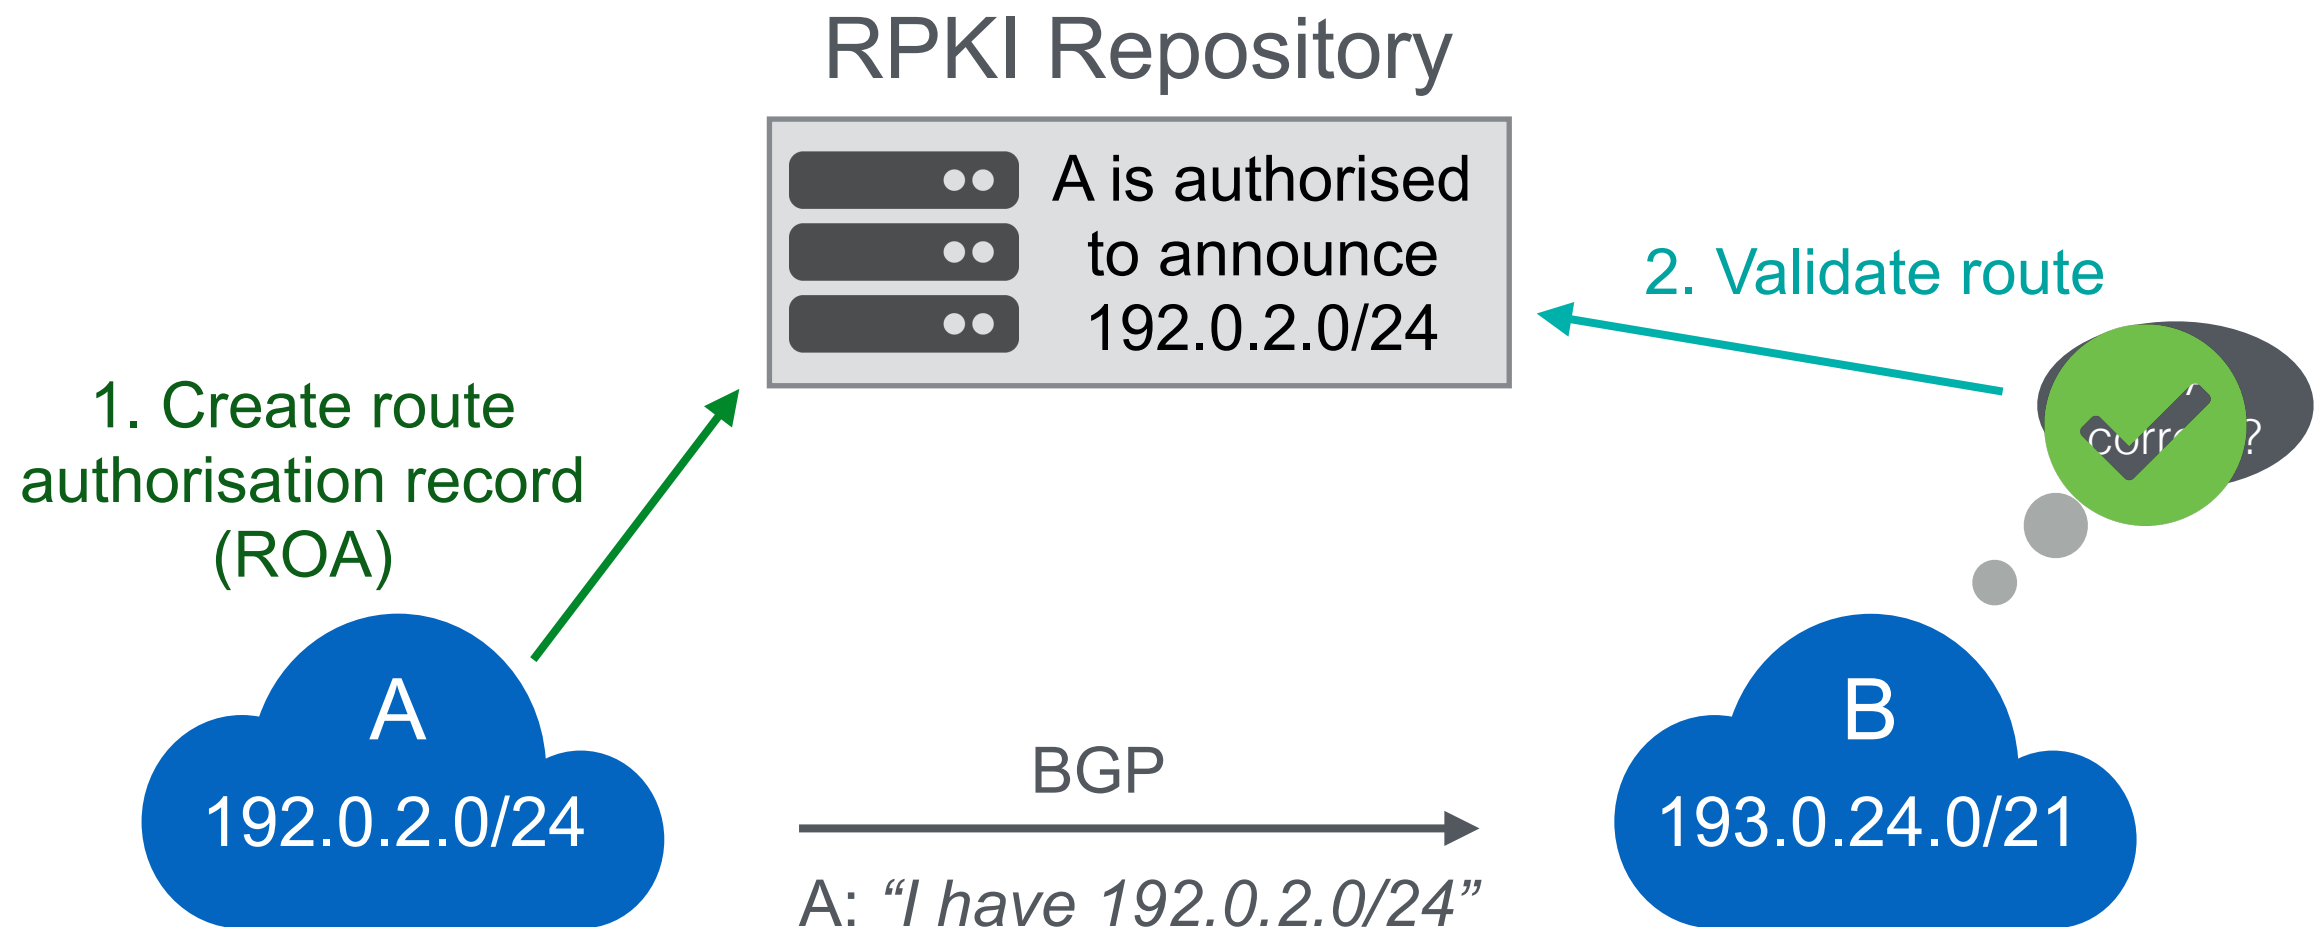 RPKI Repository
A is authorised
to announce
192.0.2.0/24
2. Validate route
1. Create route
authorisation record
(ROA)
A
192.0.2.0/24
BGP
A: “I have 192.0.2.0/24”
B
193.0.24.0/21